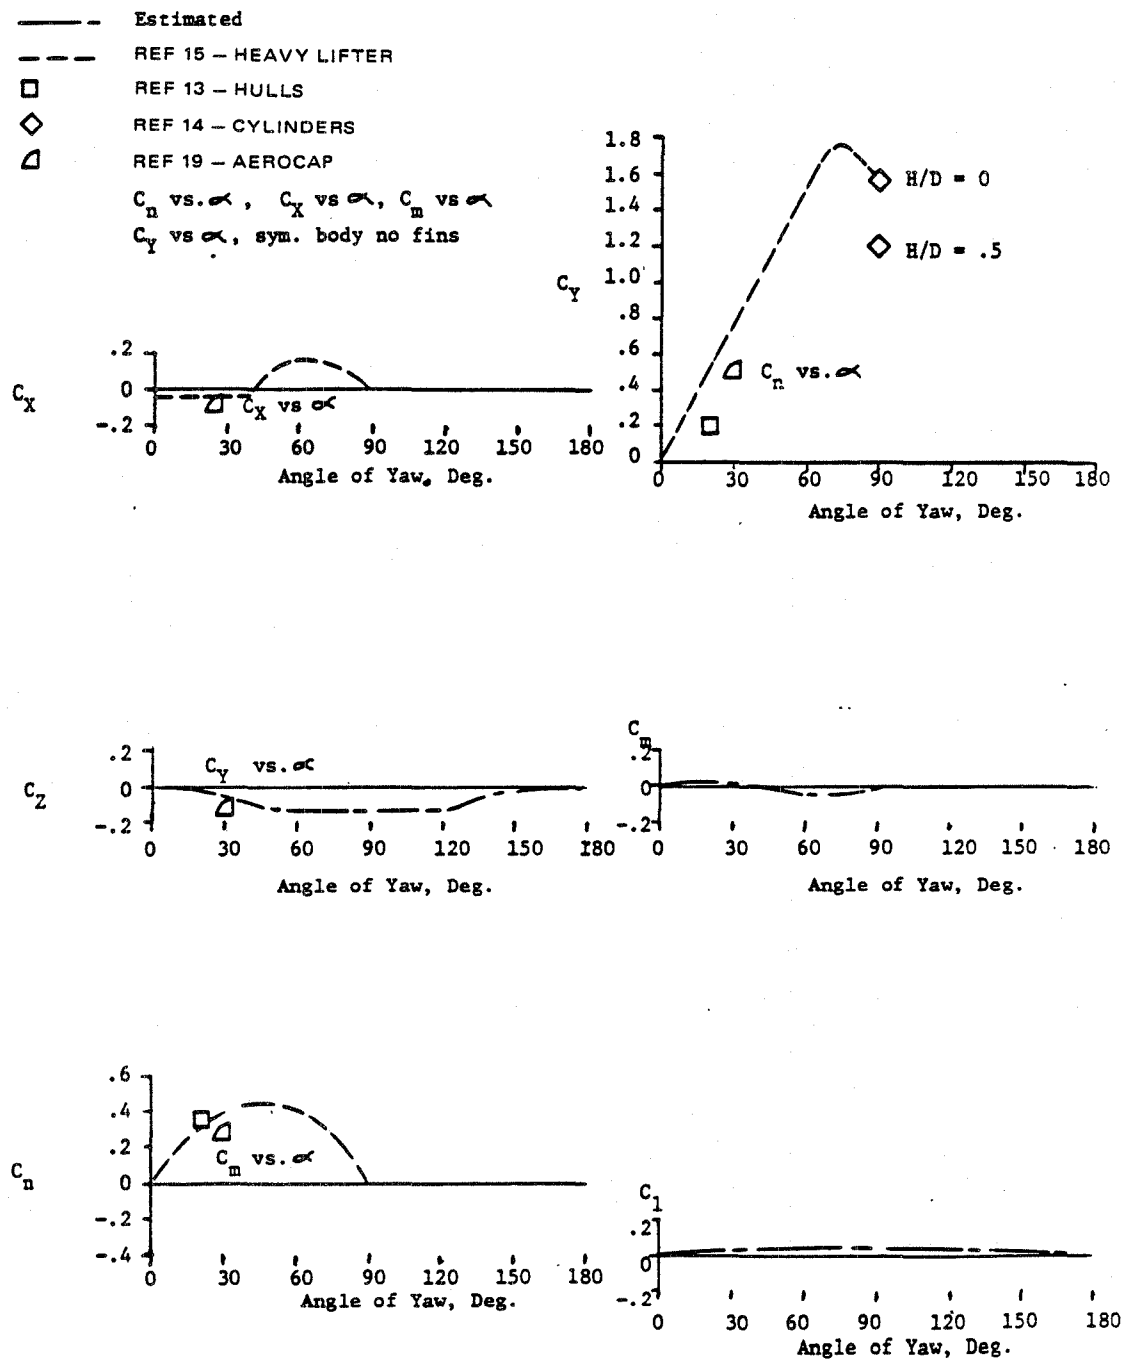 Estimated
REF 15 – HEAVY LIFTER
REF 13 – HULLS
REF 14 – CYLINDERS
REF 19 – AEROCAP
C_n vs.∝, C_X vs ∝, C_m vs ∝
C_Y vs ∝, sym. body no fins
C_X
.2
0
-.2
C_X vs ∝
0 30 60 90 120 150 180
Angle of Yaw. Deg.
C_Y
1.8
1.6
1.4
1.2
1.0
.8
.6
.4
.2
0
H/D = 0
H/D = .5
C_n vs.∝
30 60 90 120 150 180
Angle of Yaw, Deg.
C_Z
.2
0
-.2
C_Y vs.∝
0 30 60 90 120 150 180
Angle of Yaw, Deg.
C_m
.2
0
-.2
0 30 60 90 120 150 180
Angle of Yaw, Deg.
C_n
.6
.4
.2
0
-.2
-.4
C_m vs.∝
0 30 60 90 120 150 180
Angle of Yaw, Deg.
C_l
.2
0
-.2
0 30 60 90 120 150 180
Angle of Yaw, Deg.